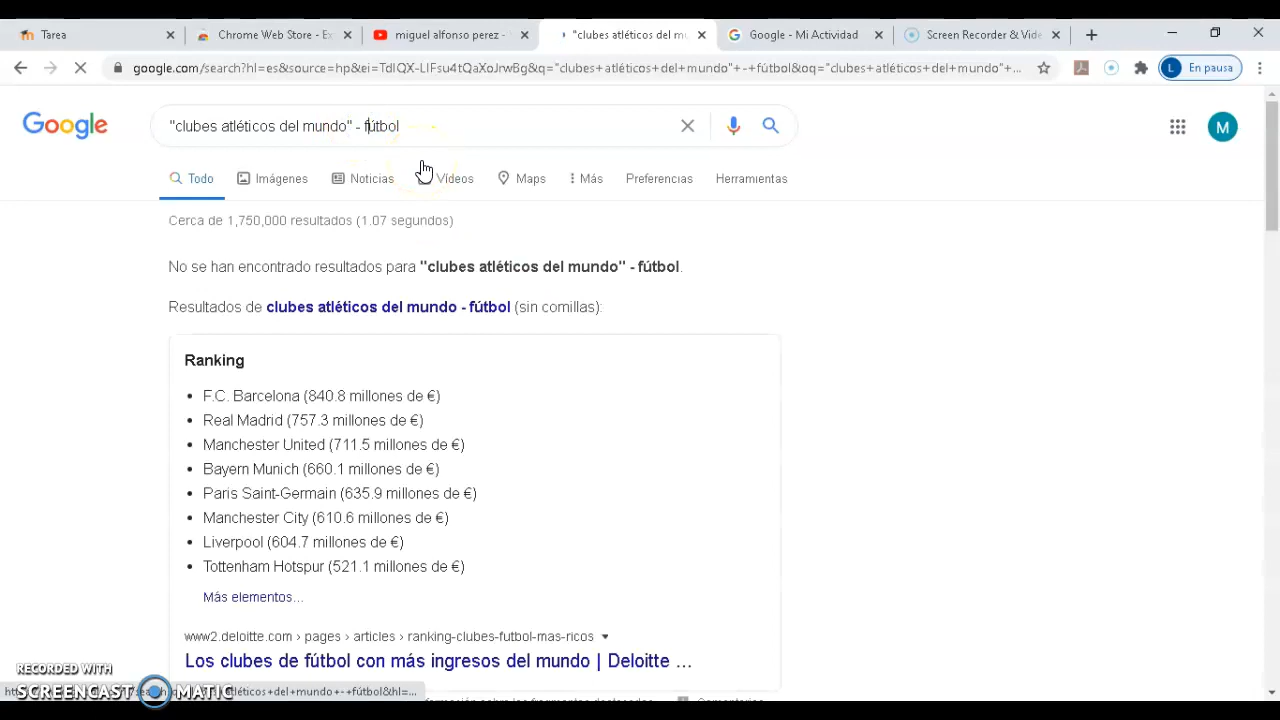 Tarea
Chrome Web Store - Ex
miguel alfonso perez -
"clubes atléticos del mu
Google - Mi Actividad
Screen Recorder & Vide
google.com/search?hl=es&source=hp&ei=TdIQX-LIFsu4tQaXoJrwBg&q="clubes+atléticos+del+mundo"+-+fútbol&oq="clubes+atléticos+del+mundo"+...
L En pausa
Google
"clubes atléticos del mundo" - fútbol
M
Todo
Imágenes
Noticias
Vídeos
Maps
Más
Preferencias
Herramientas
Cerca de 1,750,000 resultados (1.07 segundos)
No se han encontrado resultados para "clubes atléticos del mundo" - fútbol.
Resultados de clubes atléticos del mundo - fútbol (sin comillas):
Ranking
F.C. Barcelona (840.8 millones de €)
Real Madrid (757.3 millones de €)
Manchester United (711.5 millones de €)
Bayern Munich (660.1 millones de €)
Paris Saint-Germain (635.9 millones de €)
Manchester City (610.6 millones de €)
Liverpool (604.7 millones de €)
Tottenham Hotspur (521.1 millones de €)
Más elementos...
www2.deloitte.com › pages › articles › ranking-clubes-futbol-mas-ricos
Los clubes de fútbol con más ingresos del mundo | Deloitte ...
RECORDED WITH
SCREENCAST MATIC
atléticos+del+mundo+-+fútbol&hl=...